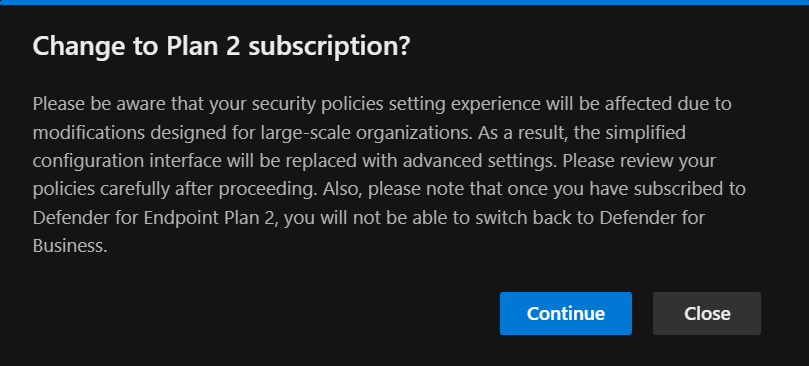 Change to Plan 2 subscription?
Please be aware that your security policies setting experience will be affected due to
modifications designed for large-scale organizations. As a result, the simplified
configuration interface will be replaced with advanced settings. Please review your
policies carefully after proceeding. Also, please note that once you have subscribed to
Defender for Endpoint Plan 2, you will not be able to switch back to Defender for
Business.
Continue
Close